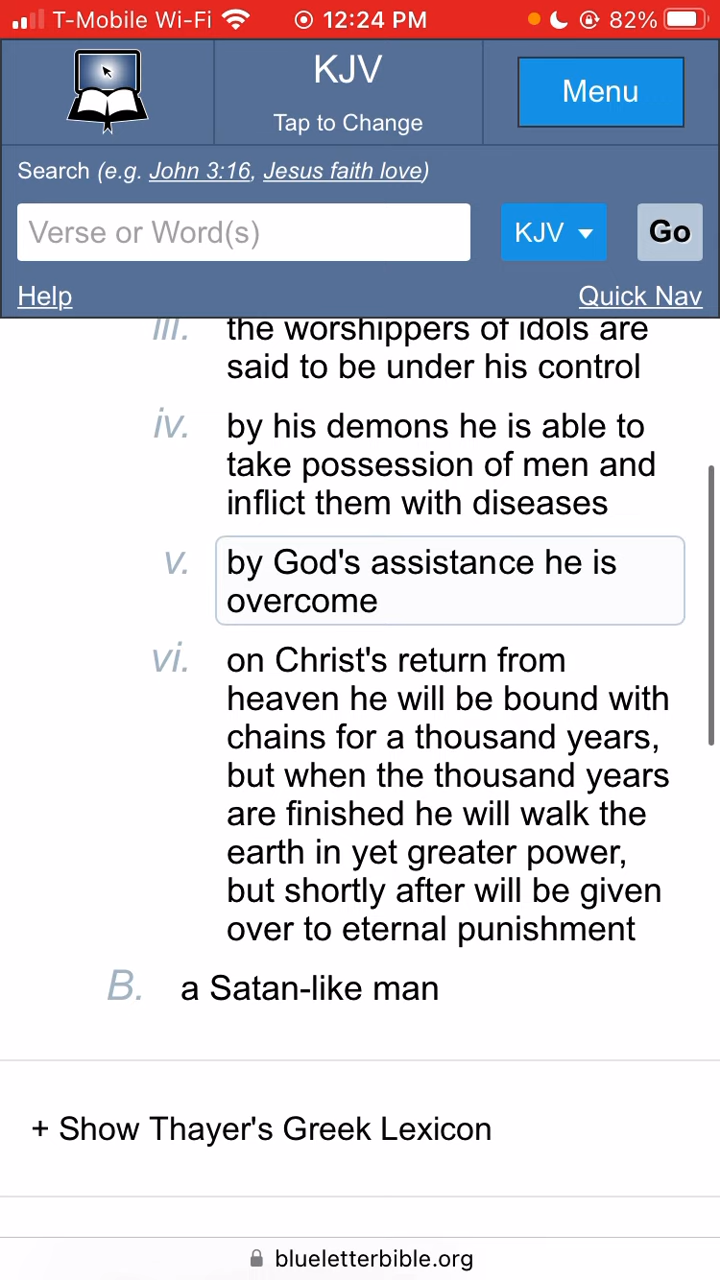 T-Mobile Wi-Fi 12:24 PM 82%
KJV
Tap to Change
Menu
Search (e.g. John 3:16, Jesus faith love)
Verse or Word(s) KJV Go
Help Quick Nav
iii. the worshippers of idols are
said to be under his control
iv. by his demons he is able to
take possession of men and
inflict them with diseases
v. by God's assistance he is
overcome
vi. on Christ's return from
heaven he will be bound with
chains for a thousand years,
but when the thousand years
are finished he will walk the
earth in yet greater power,
but shortly after will be given
over to eternal punishment
B. a Satan-like man
+ Show Thayer's Greek Lexicon
blueletterbible.org